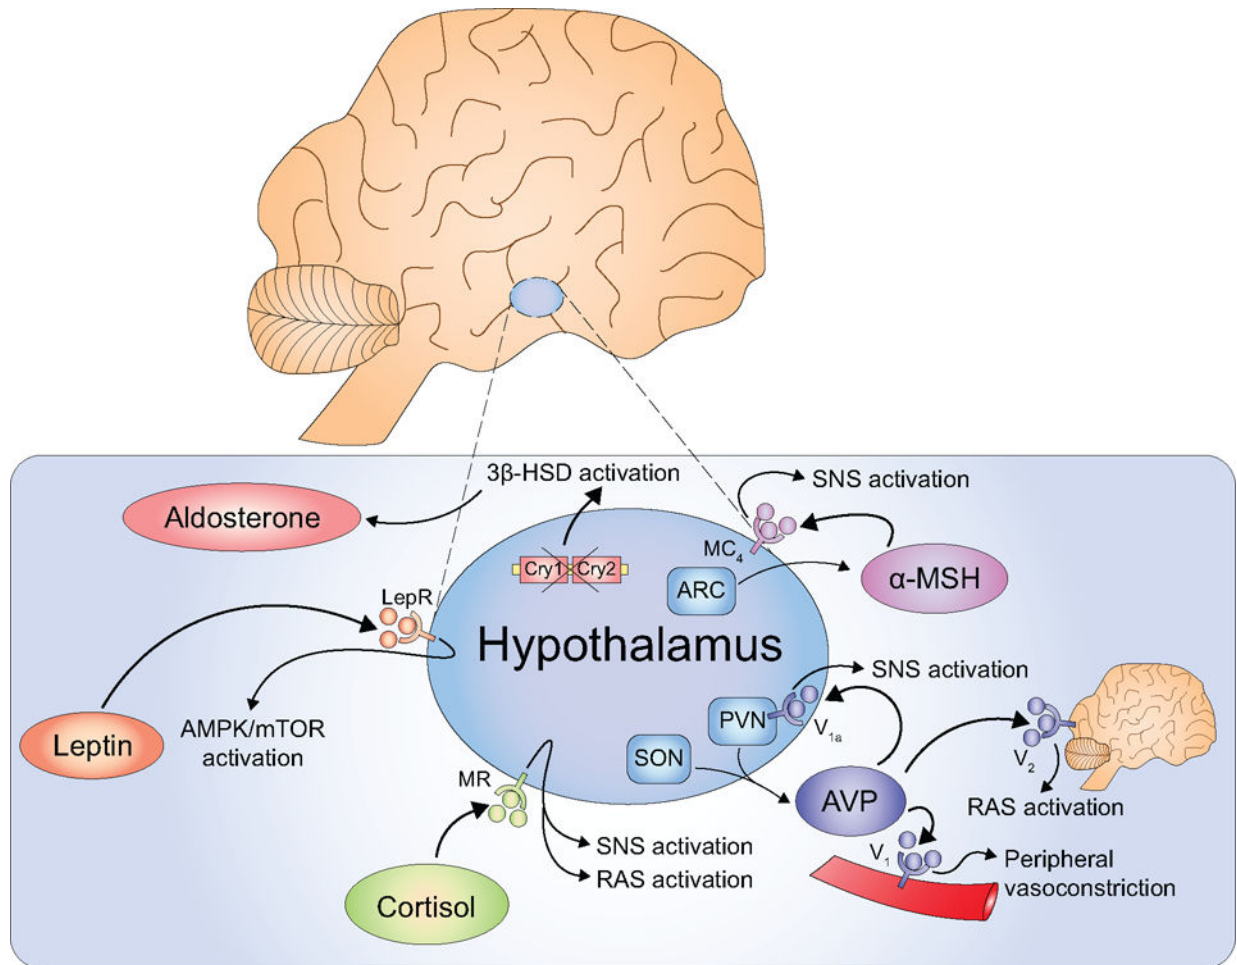 3β-HSD activation
SNS activation
Aldosterone
MC4
Cry1
Cry2
ARC
α-MSH
LepR
Hypothalamus
SNS activation
AMPK/mTOR
activation
Leptin
PVN
V1a
SON
V2
MR
AVP
RAS activation
SNS activation
RAS activation
V1
Peripheral
vasoconstriction
Cortisol